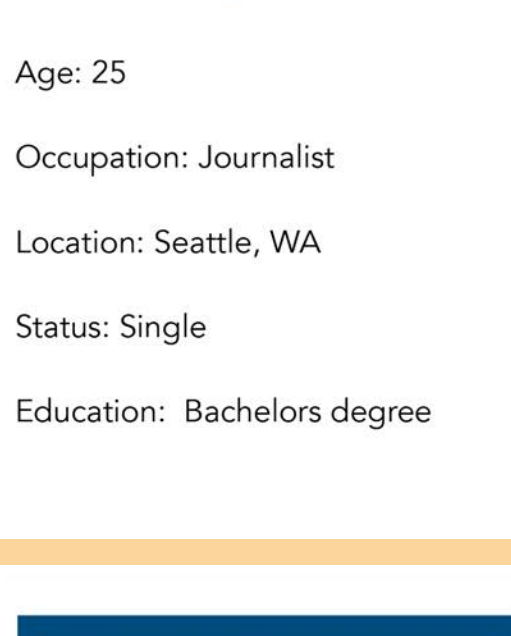 Age: 25
Occupation: Journalist
Location: Seattle, WA
Status: Single
Education:  Bachelors degree